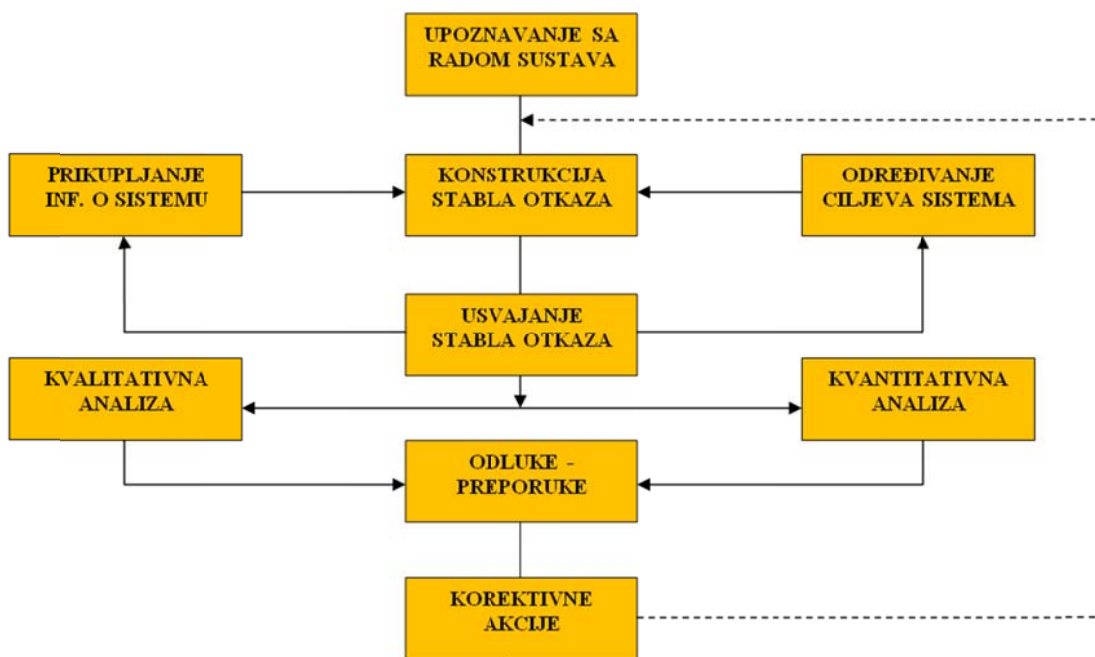 UPOZNAVANJE SA
RADOM SUSTAVA
PRIKUPLJANJE
INF. O SISTEMU
KONSTRUKCIJA
STABLA OTKAZA
ODREĐIVANJE
CILJEVA SISTEMA
USVAJANJE
STABLA OTKAZA
KVALITATIVNA
ANALIZA
KVANTITATIVNA
ANALIZA
ODLUKE -
PREPORUKE
KOREKTIVNE
AKCIJE